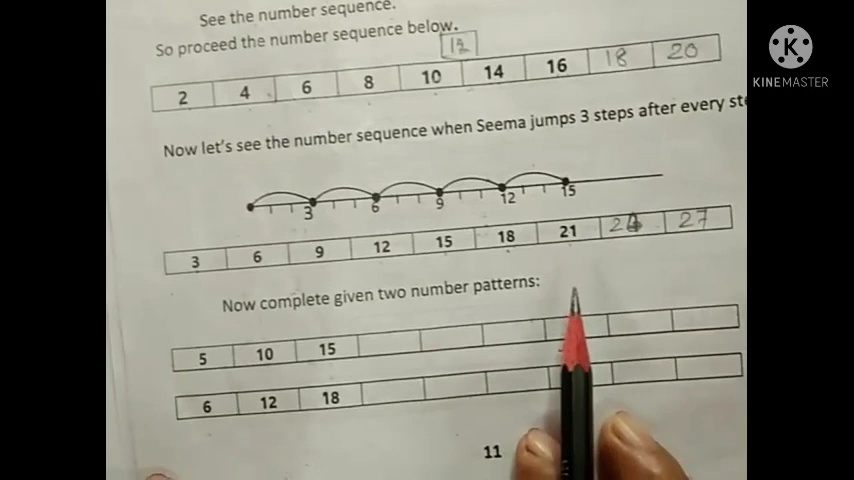 See the number sequence.
So proceed the number sequence below.
12
2 4 6 8 10 14 16 18 20
Now let's see the number sequence when Seema jumps 3 steps after every
3 6 9 12 15
3 6 9 12 15 18 21 24 27
Now complete given two number patterns:
5 10 15
6 12 18
11
K
KINEMASTER